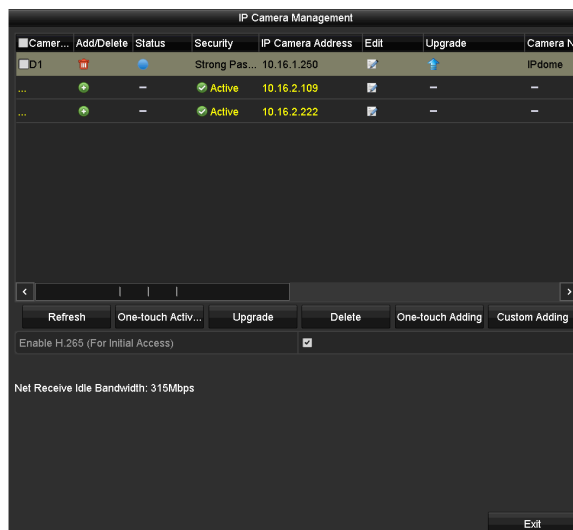 IP Camera Management
Camer... Add/Delete Status Security IP Camera Address Edit Upgrade Camera N
D1 Strong Pas... 10.16.1.250 IPdome
... – Active 10.16.2.109 – –
... – Active 10.16.2.222 – –
Refresh One-touch Activ... Upgrade Delete One-touch Adding Custom Adding
Enable H.265 (For Initial Access)
Net Receive Idle Bandwidth: 315Mbps
Exit